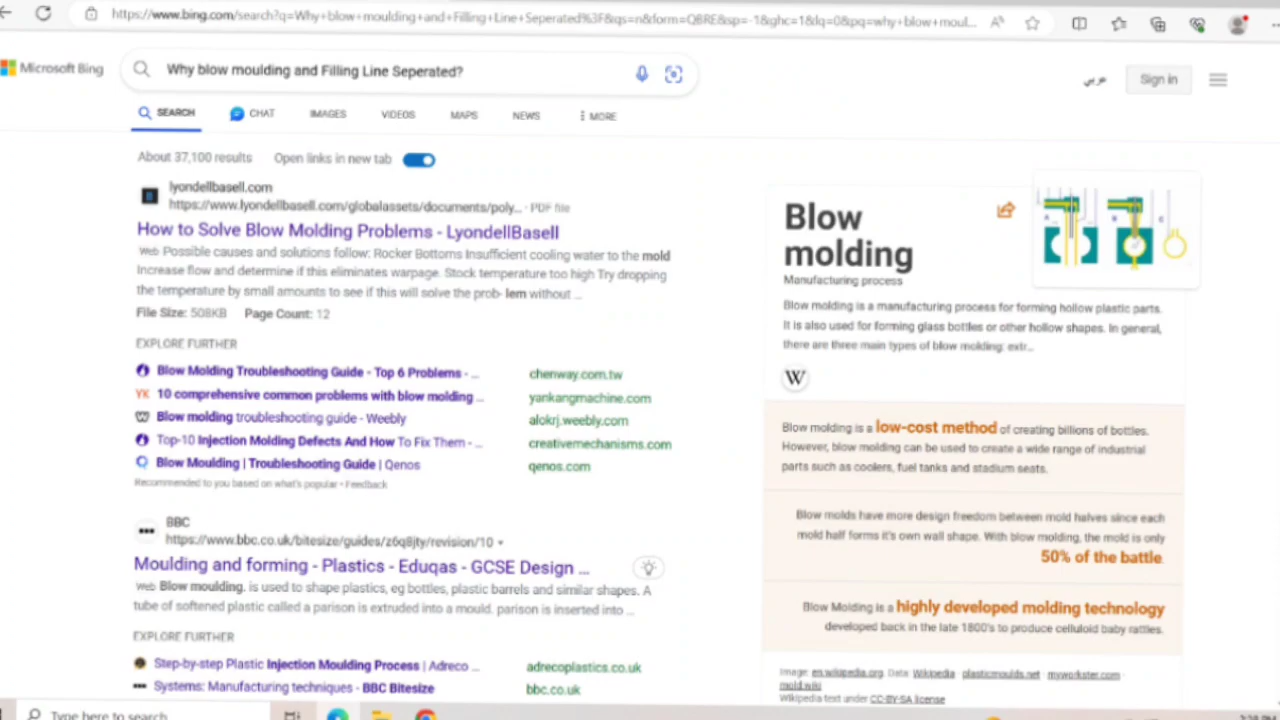 https://www.bing.com/search?q=Why+blow+moulding+and+Filling+Line+Seperated%3F&qs=n&form=QBRE&sp=-1&ghc=1&lq=0&pq=why+blow+moul...
Microsoft Bing
Why blow moulding and Filling Line Seperated?
عربي
Sign in
SEARCH
CHAT
IMAGES
VIDEOS
MAPS
NEWS
MORE
About 37,100 results
Open links in new tab
lyondellbasell.com
https://www.lyondellbasell.com/globalassets/documents/poly... · PDF file
How to Solve Blow Molding Problems - LyondellBasell
Web Possible causes and solutions follow: Rocker Bottoms Insufficient cooling water to the mold
Increase flow and determine if this eliminates warpage. Stock temperature too high Try dropping
the temperature by small amounts to see if this will solve the prob- lem without ...
File Size: 508KB Page Count: 12
EXPLORE FURTHER
Blow Molding Troubleshooting Guide - Top 6 Problems - ... chenway.com.tw
YK 10 comprehensive common problems with blow molding ... yankangmachine.com
Blow molding troubleshooting guide - Weebly alokrj.weebly.com
Top-10 Injection Molding Defects And How To Fix Them - ... creativemechanisms.com
Blow Moulding | Troubleshooting Guide | Qenos qenos.com
Recommended to you based on what's popular • Feedback
BBC
https://www.bbc.co.uk/bitesize/guides/z6q8jty/revision/10
Moulding and forming - Plastics - Eduqas - GCSE Design ...
Web Blow moulding. is used to shape plastics, eg bottles, plastic barrels and similar shapes. A
tube of softened plastic called a parison is extruded into a mould. parison is inserted into ...
EXPLORE FURTHER
Step-by-step Plastic Injection Moulding Process | Adreco ... adrecoplastics.co.uk
Systems: Manufacturing techniques - BBC Bitesize bbc.co.uk
Blow
molding
Manufacturing process
Blow molding is a manufacturing process for forming hollow plastic parts.
It is also used for forming glass bottles or other hollow shapes. In general,
there are three main types of blow molding: extr...
W
Blow molding is a low-cost method of creating billions of bottles.
However, blow molding can be used to create a wide range of industrial
parts such as coolers, fuel tanks and stadium seats.
Blow molds have more design freedom between mold halves since each
mold half forms it's own wall shape. With blow molding, the mold is only
50% of the battle.
Blow Molding is a highly developed molding technology
developed back in the late 1800's to produce celluloid baby rattles.
Image: en.wikipedia.org Data: Wikipedia · plasticmoulds.net · myworkster.com ·
mold.wiki
Wikipedia text under CC-BY-SA license
Type here to search